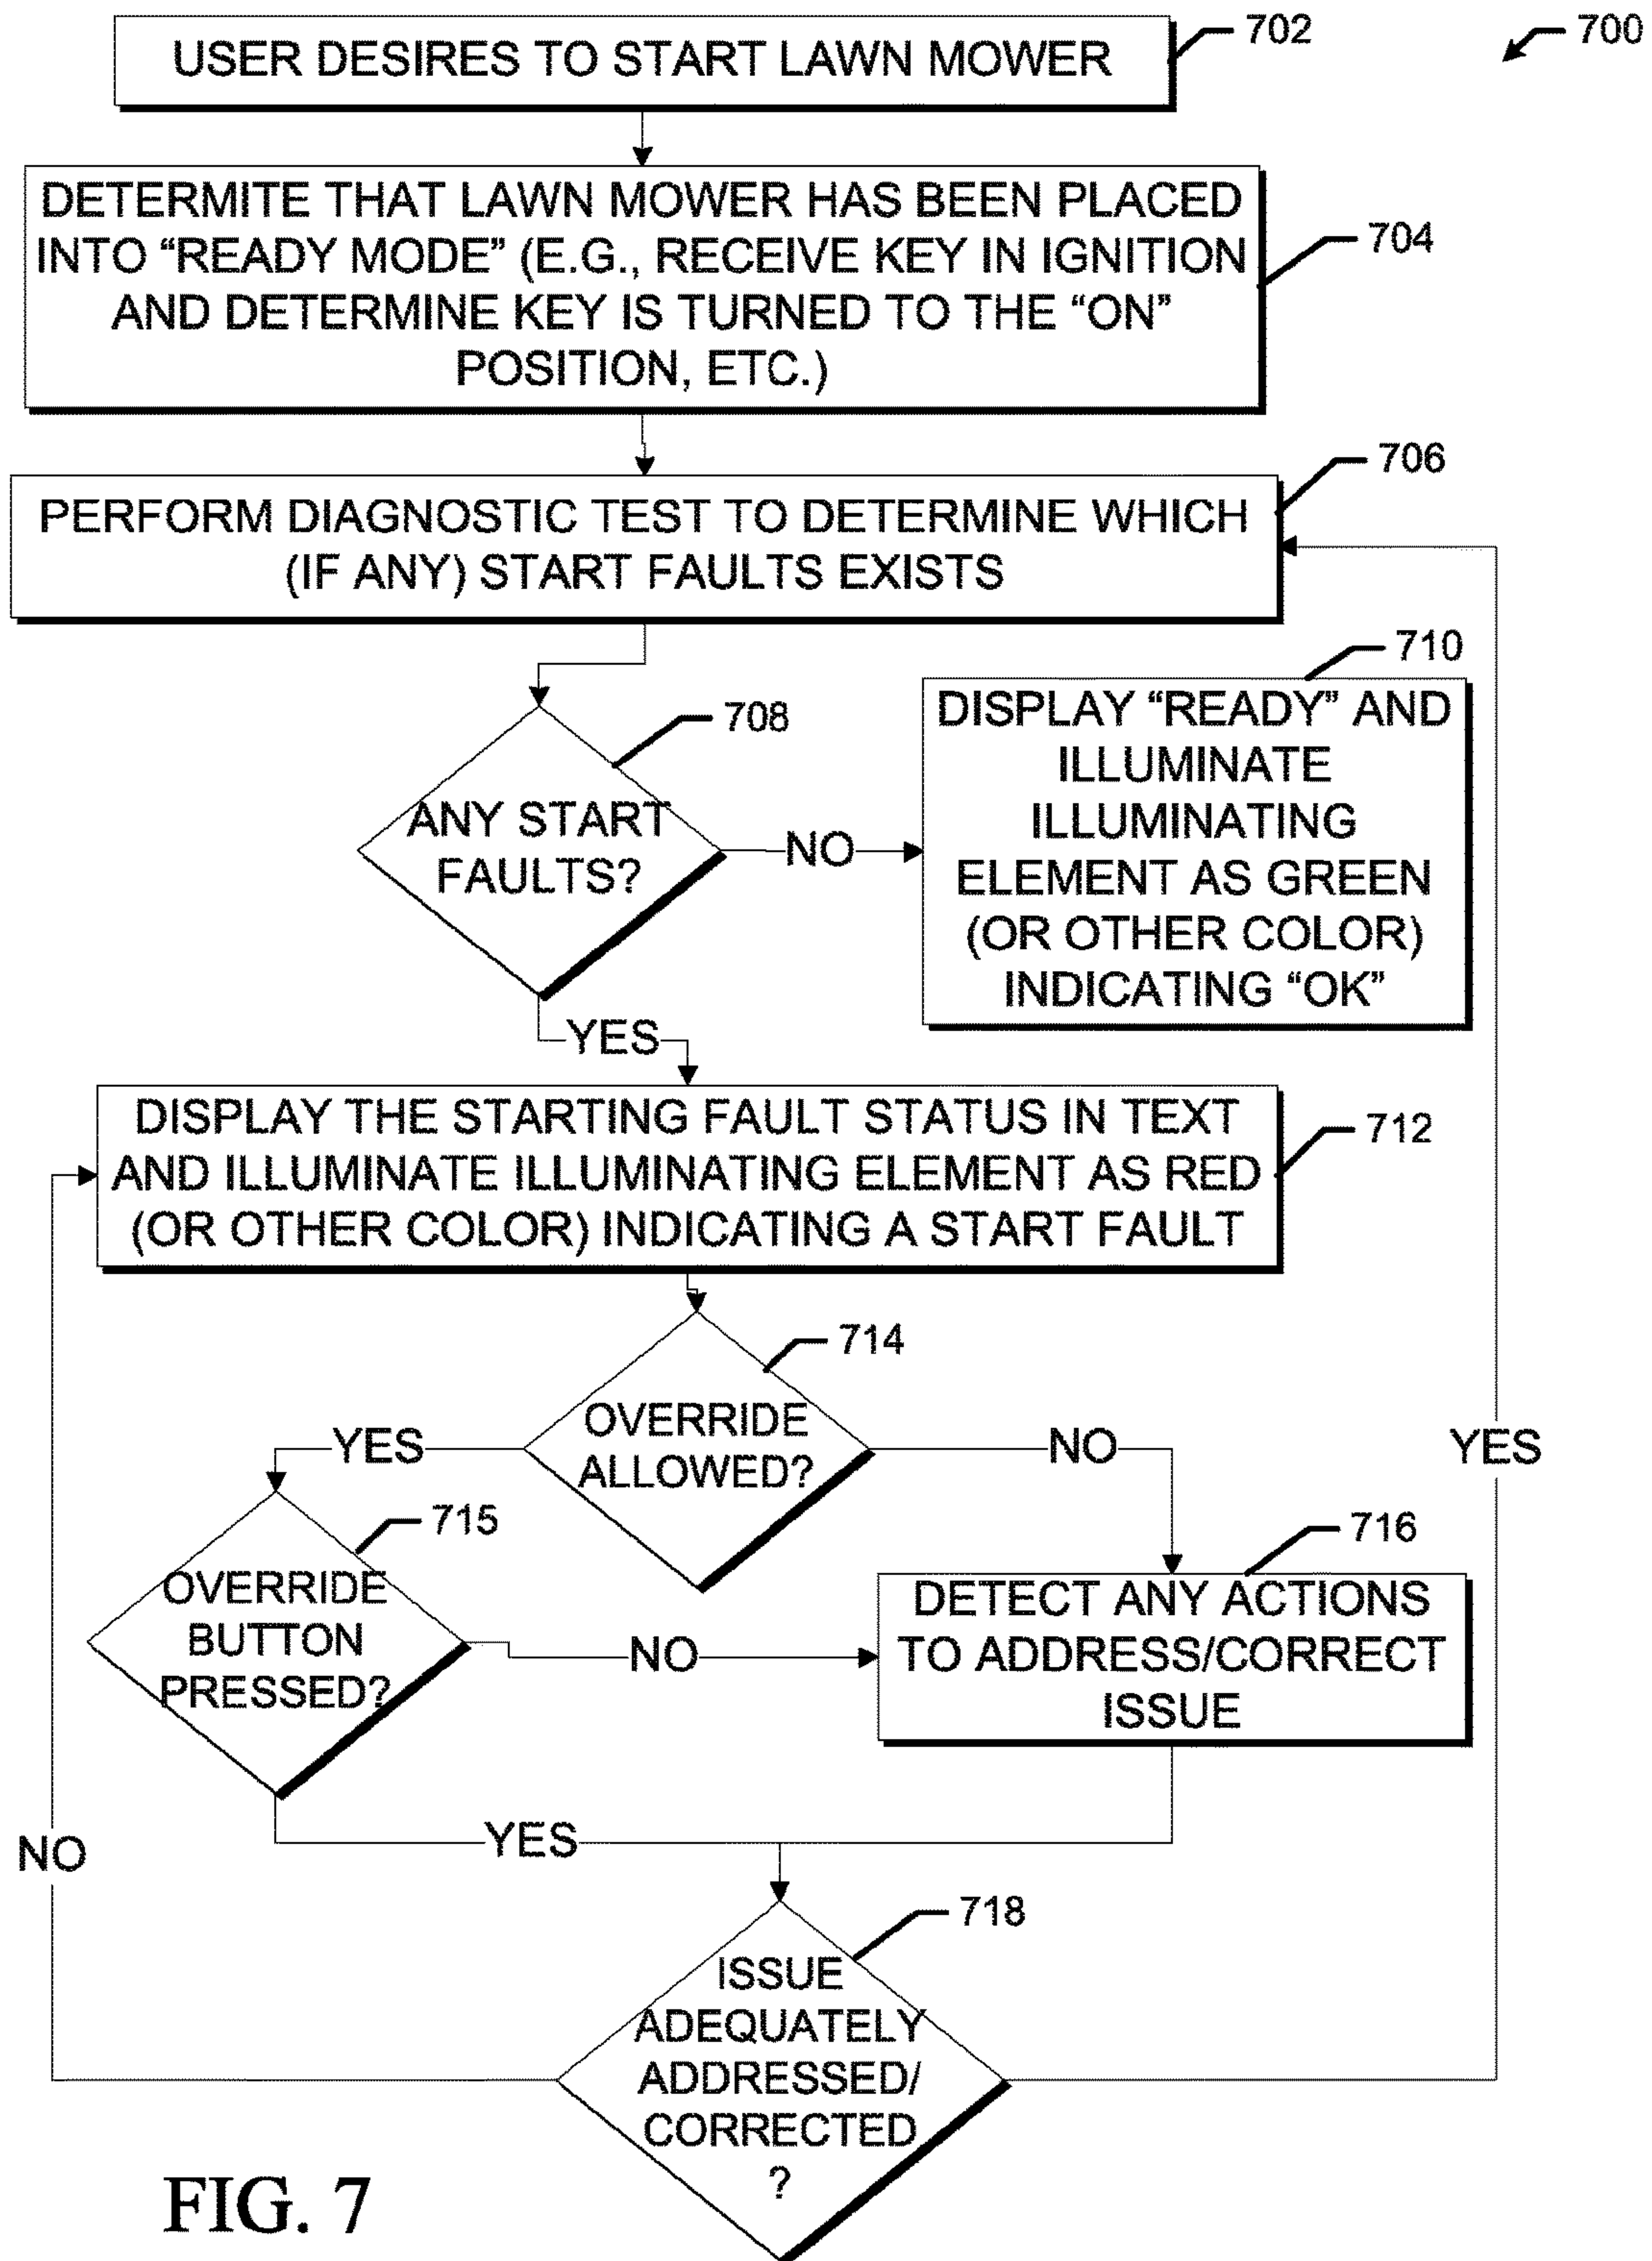 USER DESIRES TO START LAWN MOWER
702
700
DETERMITE THAT LAWN MOWER HAS BEEN PLACED
INTO “READY MODE” (E.G., RECEIVE KEY IN IGNITION
AND DETERMINE KEY IS TURNED TO THE “ON”
POSITION, ETC.)
704
706
PERFORM DIAGNOSTIC TEST TO DETERMINE WHICH
(IF ANY) START FAULTS EXISTS
708
ANY START
FAULTS?
NO
710
DISPLAY “READY” AND
ILLUMINATE
ILLUMINATING
ELEMENT AS GREEN
(OR OTHER COLOR)
INDICATING “OK”
YES
DISPLAY THE STARTING FAULT STATUS IN TEXT
AND ILLUMINATE ILLUMINATING ELEMENT AS RED
(OR OTHER COLOR) INDICATING A START FAULT
712
714
OVERRIDE
ALLOWED?
YES
NO
YES
715
OVERRIDE
BUTTON
PRESSED?
NO
716
DETECT ANY ACTIONS
TO ADDRESS/CORRECT
ISSUE
YES
NO
718
ISSUE
ADEQUATELY
ADDRESSED/
CORRECTED
?
FIG. 7